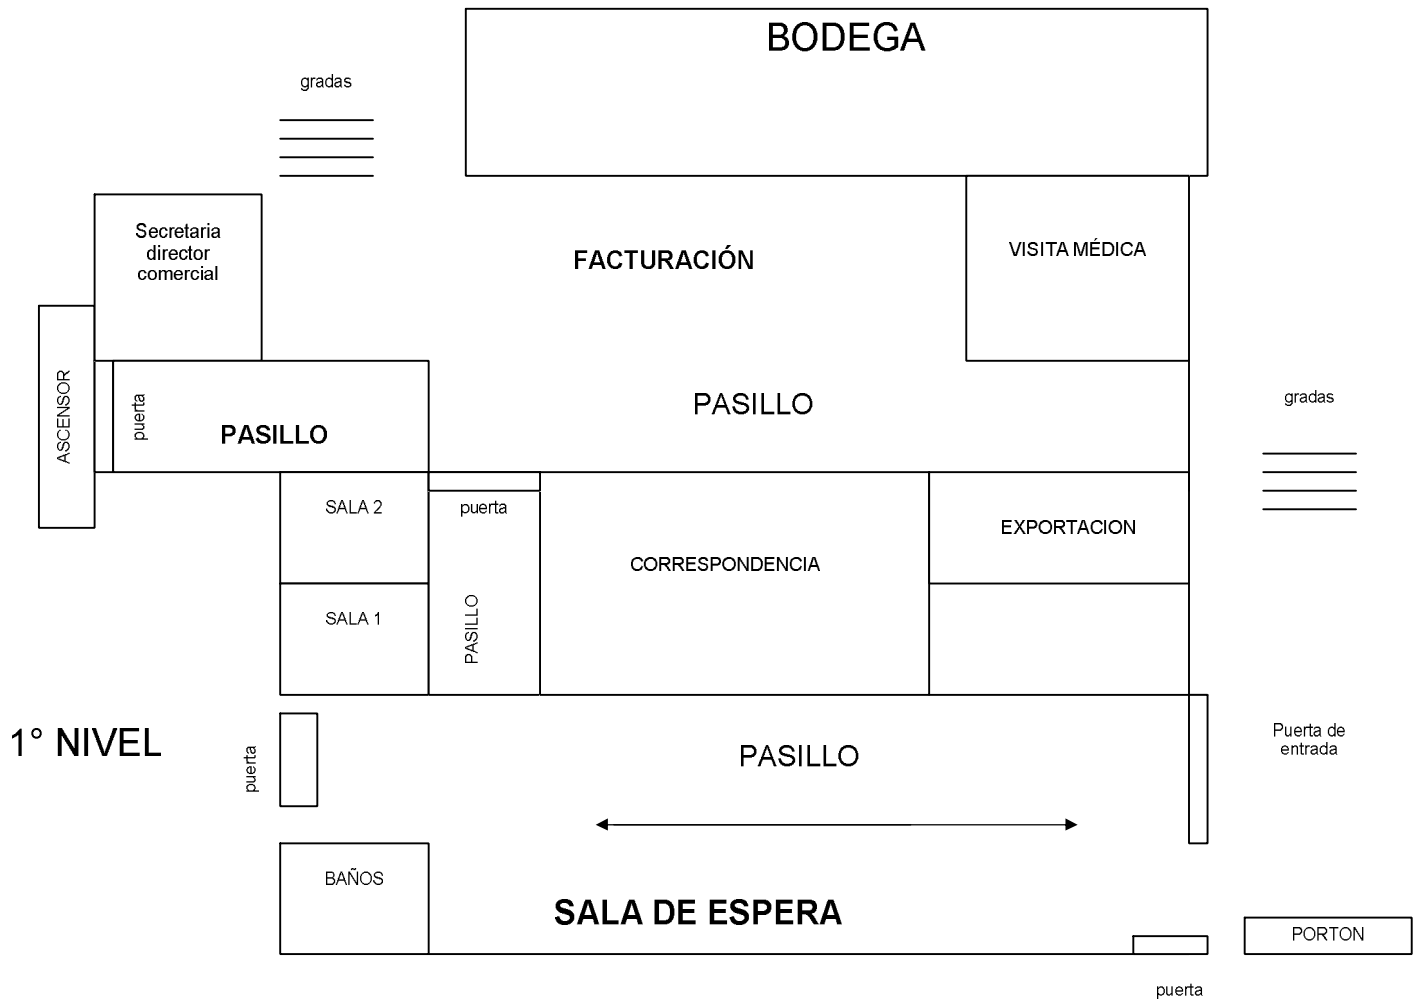 BODEGA
gradas
Secretaria
director
comercial
FACTURACIÓN
VISITA MÉDICA
ASCENSOR
puerta
PASILLO
PASILLO
gradas
SALA 2
puerta
EXPORTACION
CORRESPONDENCIA
SALA 1
PASILLO
1° NIVEL
puerta
PASILLO
Puerta de
entrada
BAÑOS
SALA DE ESPERA
PORTON
puerta